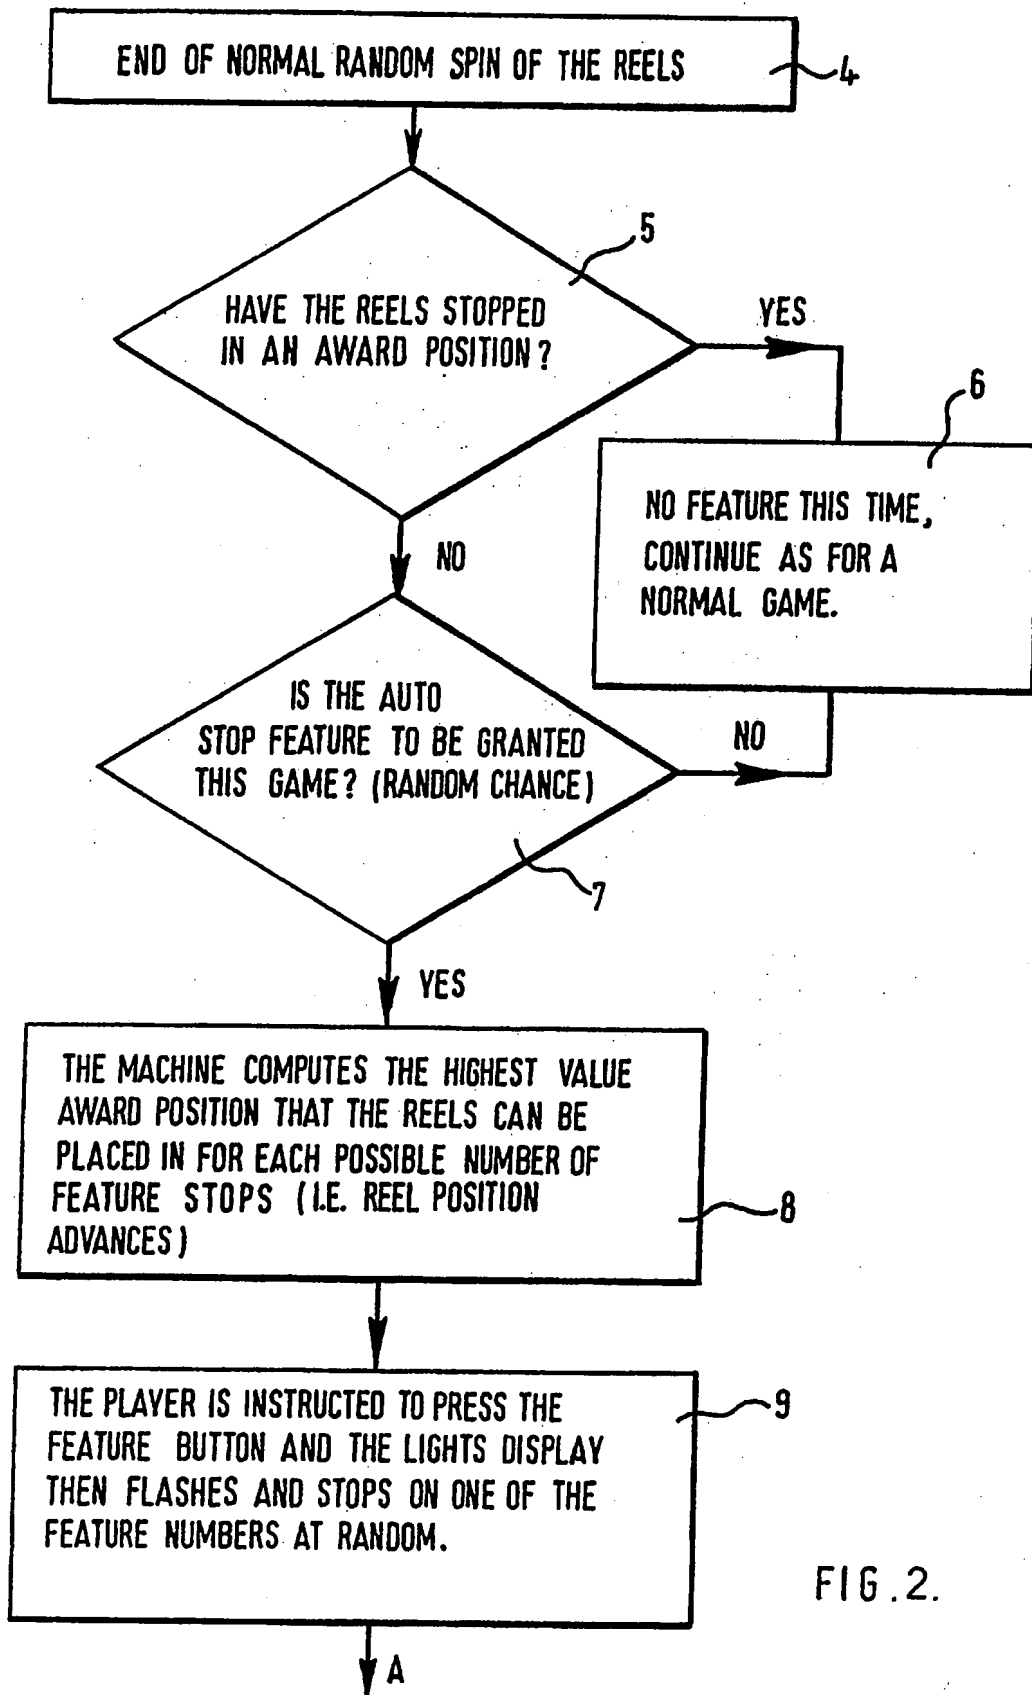 END OF NORMAL RANDOM SPIN OF THE REELS
4
5
HAVE THE REELS STOPPED
IN AN AWARD POSITION?
YES
6
NO FEATURE THIS TIME,
CONTINUE AS FOR A
NORMAL GAME.
NO
IS THE AUTO
STOP FEATURE TO BE GRANTED
THIS GAME? (RANDOM CHANCE)
NO
7
YES
THE MACHINE COMPUTES THE HIGHEST VALUE
AWARD POSITION THAT THE REELS CAN BE
PLACED IN FOR EACH POSSIBLE NUMBER OF
FEATURE STOPS (I.E. REEL POSITION
ADVANCES)
8
THE PLAYER IS INSTRUCTED TO PRESS THE
FEATURE BUTTON AND THE LIGHTS DISPLAY
THEN FLASHES AND STOPS ON ONE OF THE
FEATURE NUMBERS AT RANDOM.
9
FIG.2.
A